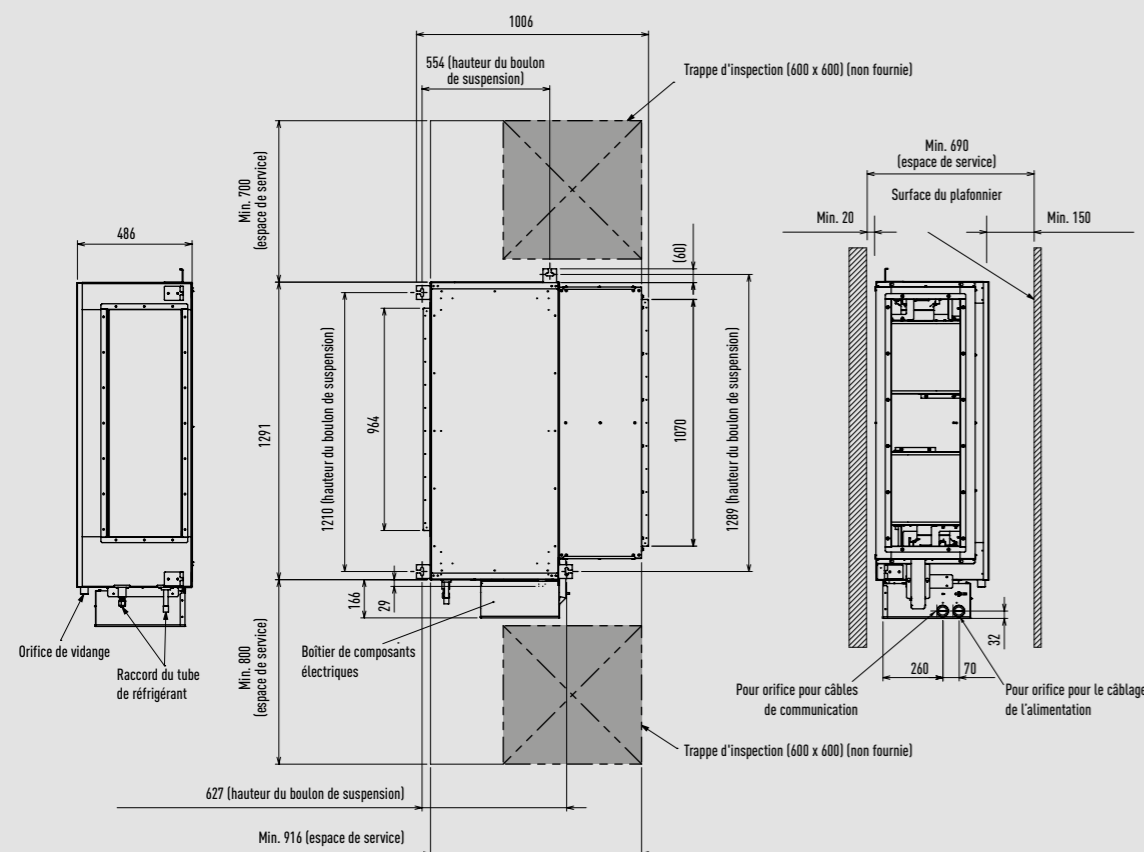 1006
554 (hauteur du boulon
de suspension)
Trappe d'inspection (600 x 600) (non fournie)
Min. 700
(espace de service)
Min. 690
(espace de service)
Surface du plafonnier
Min. 20
Min. 150
486
(60)
1291
1210 (hauteur du boulon de suspension)
964
1070
1289 (hauteur du boulon de suspension)
166
29
32
260
70
Orifice de vidange
Raccord du tube
de réfrigérant
Boîtier de composants
électriques
Min. 800
(espace de service)
Pour orifice pour câbles
de communication
Pour orifice pour le câblage
de l'alimentation
Trappe d'inspection (600 x 600) (non fournie)
627 (hauteur du boulon de suspension)
Min. 916 (espace de service)